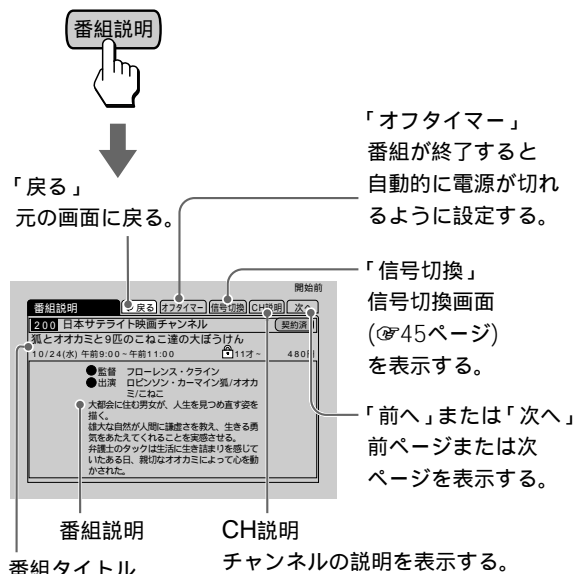 番組説明
「オフタイマー」
番組が終了すると
自動的に電源が切れ
るように設定する。
「戻る」
元の画面に戻る。
「信号切換」
信号切換画面
(☞45ページ)
を表示する。
開始前
番組説明 戻る オフタイマー 信号切換 CH説明 次へ
200 日本サテライト映画チャンネル 契約済
狐とオオカミと9匹のこねこ達の大ぼうけん
10/24(水) 午前9:00~午前11:00 11才~ 480円
●監督 フローレンス・クライン
●出演 ロビンソン・カーマイン狐/オオカ
ミ/こねこ
大都会に住む男女が、人生を見つめ直す姿を
描く。
雄大な自然が人間に謙虚さを教え、生きる勇
気をあたえてくれることを実感させる。
弁護士のタックは生活に生き詰まりを感じて
いたある日、親切なオオカミによって心を動
かされた。
「前へ」または「次へ」
前ページまたは次
ページを表示する。
番組説明
CH説明
チャンネルの説明を表示する。
番組タイトル